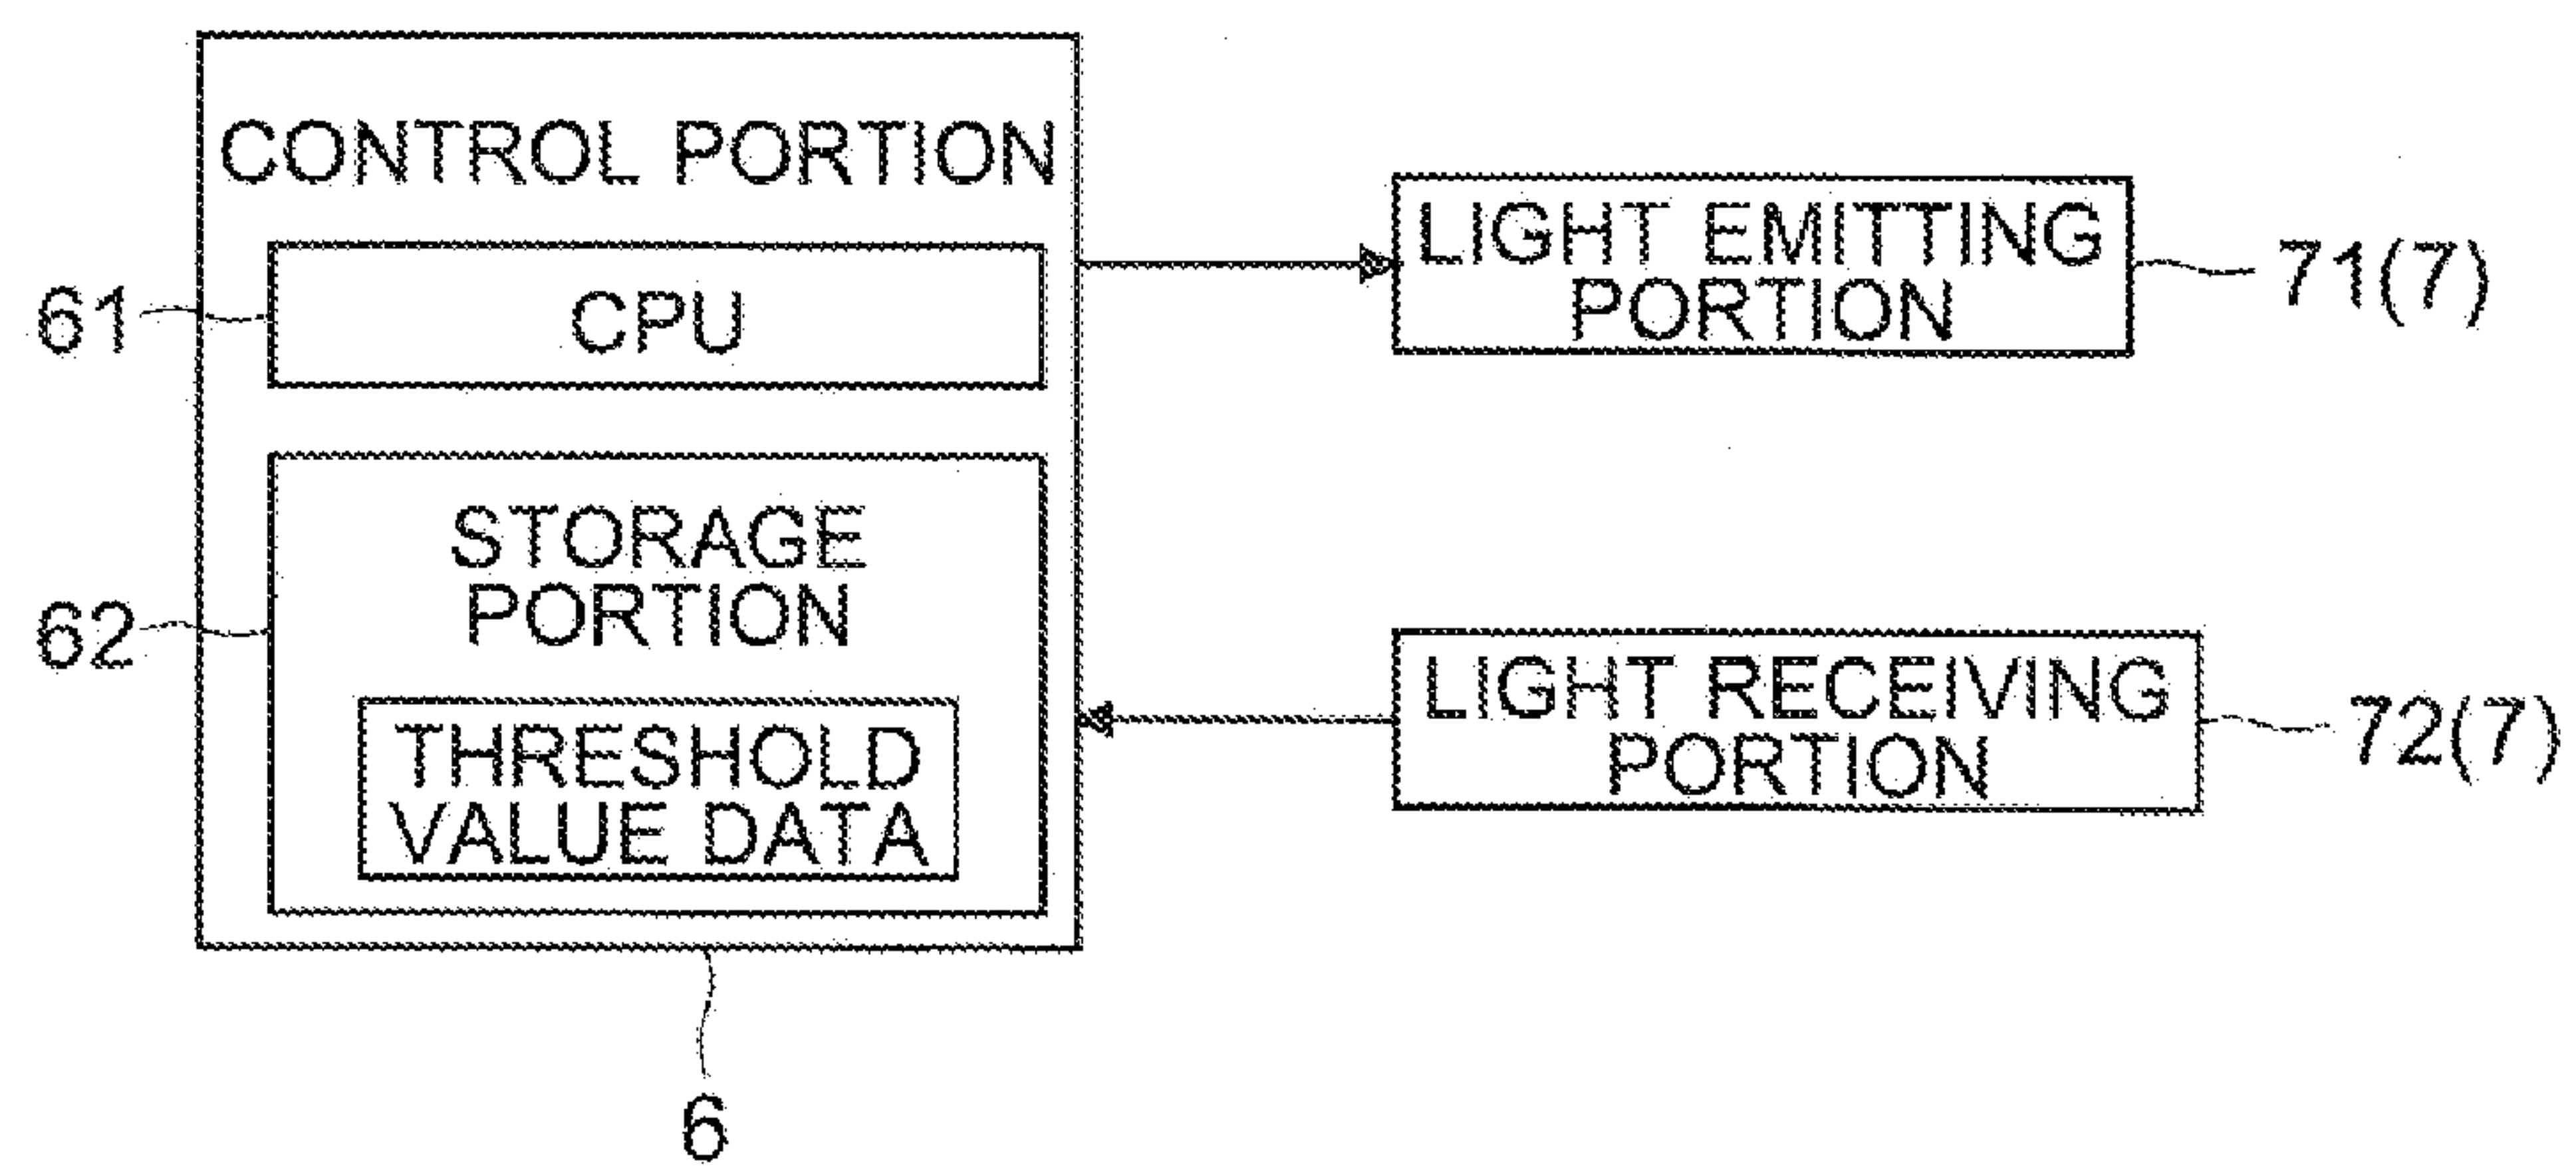 CONTROL PORTION
61
CPU
62
STORAGE
PORTION
THRESHOLD
VALUE DATA
6
LIGHT EMITTING
PORTION
71(7)
LIGHT RECEIVING
PORTION
72(7)